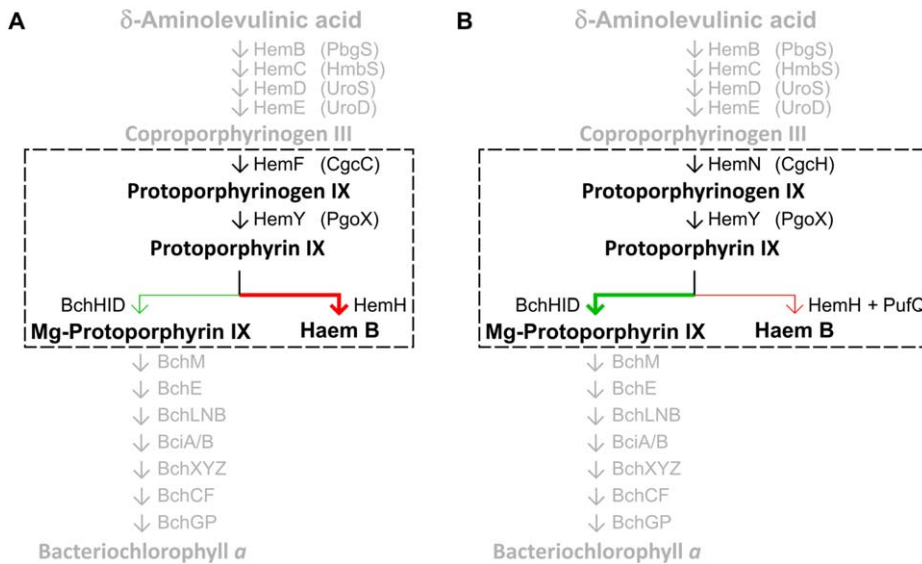 A
δ-Aminolevulinic acid
HemB (PbgS)
HemC (HmbS)
HemD (UroS)
HemE (UroD)
Coproporphyrinogen III
HemF (CgcC)
Protoporphyrinogen IX
HemY (PgoX)
Protoporphyrin IX
BchHID
HemH
Mg-Protoporphyrin IX
Haem B
BchM
BchE
BchLNB
BciA/B
BchXYZ
BchCF
BchGP
Bacteriochlorophyll a
B
δ-Aminolevulinic acid
HemB (PbgS)
HemC (HmbS)
HemD (UroS)
HemE (UroD)
Coproporphyrinogen III
HemN (CgcH)
Protoporphyrinogen IX
HemY (PgoX)
Protoporphyrin IX
BchHID
HemH + PufQ
Mg-Protoporphyrin IX
Haem B
BchM
BchE
BchLNB
BciA/B
BchXYZ
BchCF
BchGP
Bacteriochlorophyll a